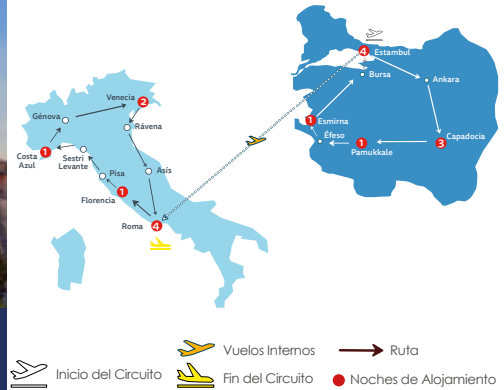 4
Estambul
Bursa
Ankara
Venecia
2
Génova
Rávena
1
Esmirna
Éfeso
1
Pamukkale
3
Capadocia
Costa
Azul
1
Sestri
Levante
Pisa
Asís
Florencia
1
Roma
4
Vuelos Internos
Ruta
Inicio del Circuito
Fin del Circuito
Noches de Alojamiento